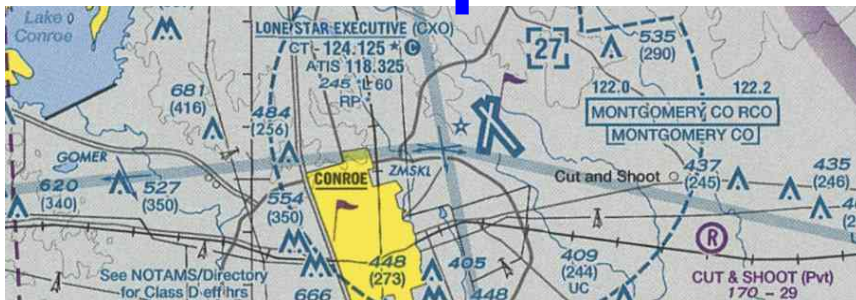 Lake
Conroe
LONE STAR EXECUTIVE (CXO)
CT - 124.125 * C
ATIS 118.325
245 *L 60
RP
27
535
(290)
681
(416)
484
(256)
122.0 122.2
MONTGOMERY CO RCO
MONTGOMERY CO
GOMER
CONROE
ZMSKL
Cut and Shoot
437
(245)
435
(246)
620
(340)
527
(350)
554
(350)
R
448
(273)
405
409
(244)
UC
CUT & SHOOT (Pvt)
170 - 29
See NOTAMS/Directory
for Class D eff hrs
666
448